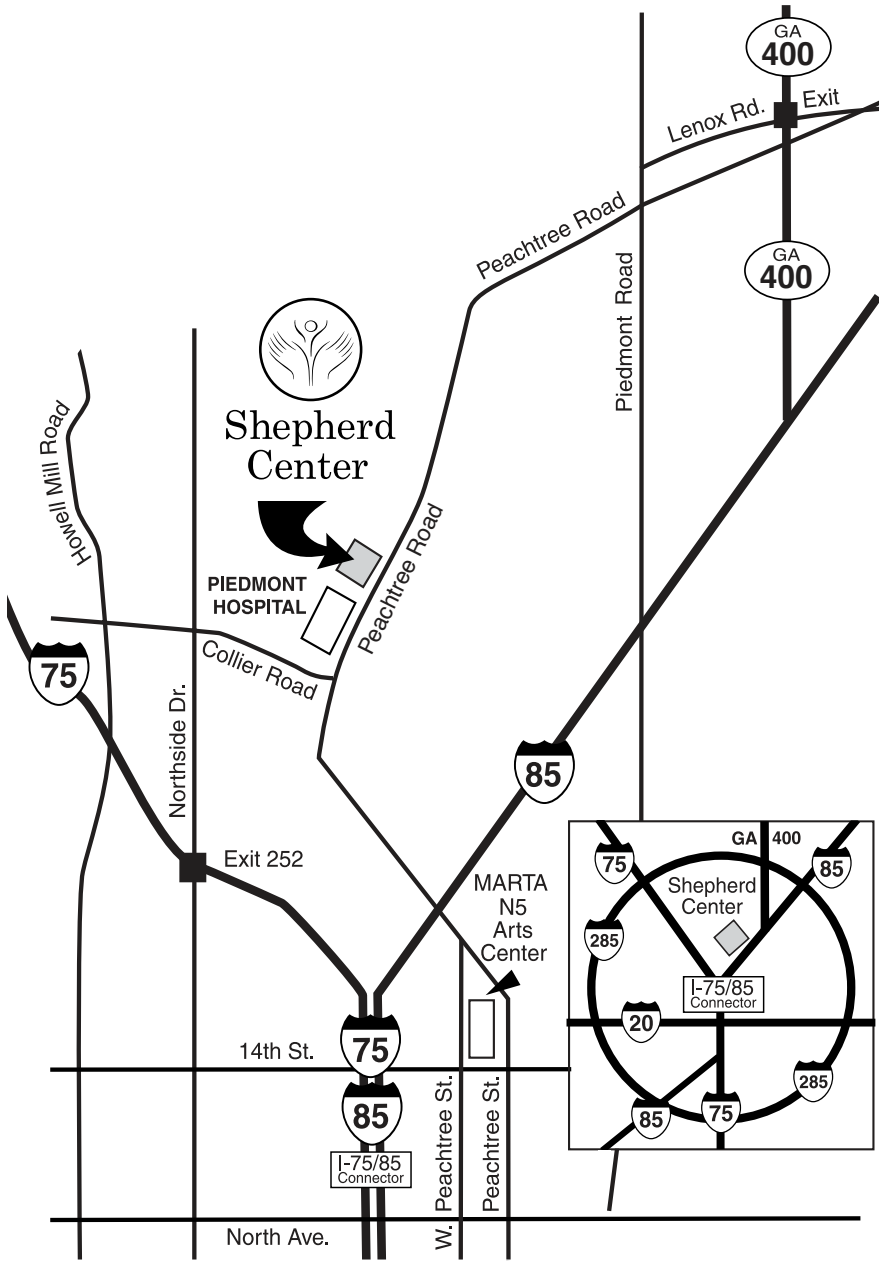 GA
400
Lenox Rd.
Exit
Peachtree Road
GA
400
Piedmont Road
Shepherd
Center
Howell Mill Road
Peachtree Road
PIEDMONT
HOSPITAL
Collier Road
75
Northside Dr.
85
Exit 252
MARTA
N5
Arts
Center
14th St.
75
85
I-75/85
Connector
W. Peachtree St.
Peachtree St.
North Ave.
GA 400
75
85
Shepherd
Center
285
I-75/85
Connector
20
285
85
75